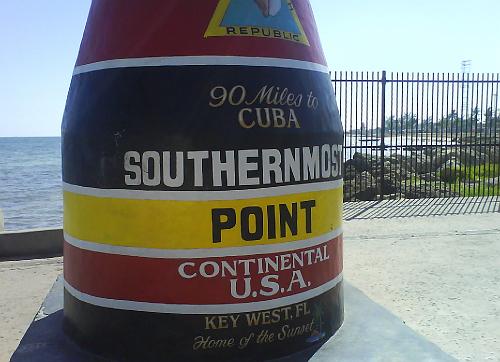 REPUBLIC
90 Miles to
CUBA
SOUTHERNMOST
POINT
CONTINENTAL
U.S.A.
KEY WEST, FL
Home of the Sunset